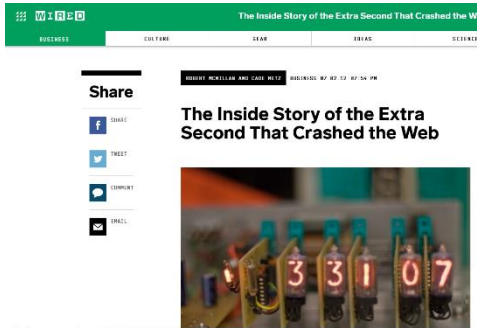 WIRED
The Inside Story of the Extra Second That Crashed the W
BUSINESS
CULTURE
GEAR
IDEAS
SCIENCE
ROBERT MCMILLAN AND CADE METZ
BUSINESS 07.02.12 07:54 PM
Share
SHARE
TWEET
COMMENT
EMAIL
The Inside Story of the Extra
Second That Crashed the Web
33107